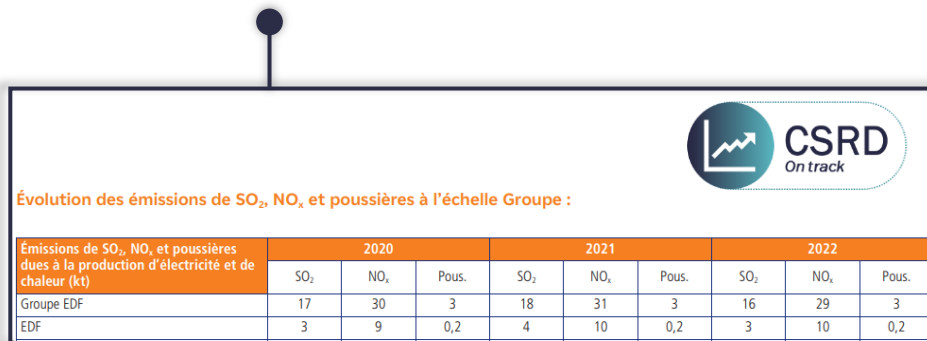 CSRD
On track
Évolution des émissions de SO₂, NOₓ et poussières à l'échelle Groupe :
Émissions de SO₂, NOₓ et poussières dues à la production d'électricité et de chaleur (kt) 2020 2021 2022
SO₂ NOₓ Pous. SO₂ NOₓ Pous. SO₂ NOₓ Pous.
Groupe EDF 17 30 3 18 31 3 16 29 3
EDF 3 9 0,2 4 10 0,2 3 10 0,2